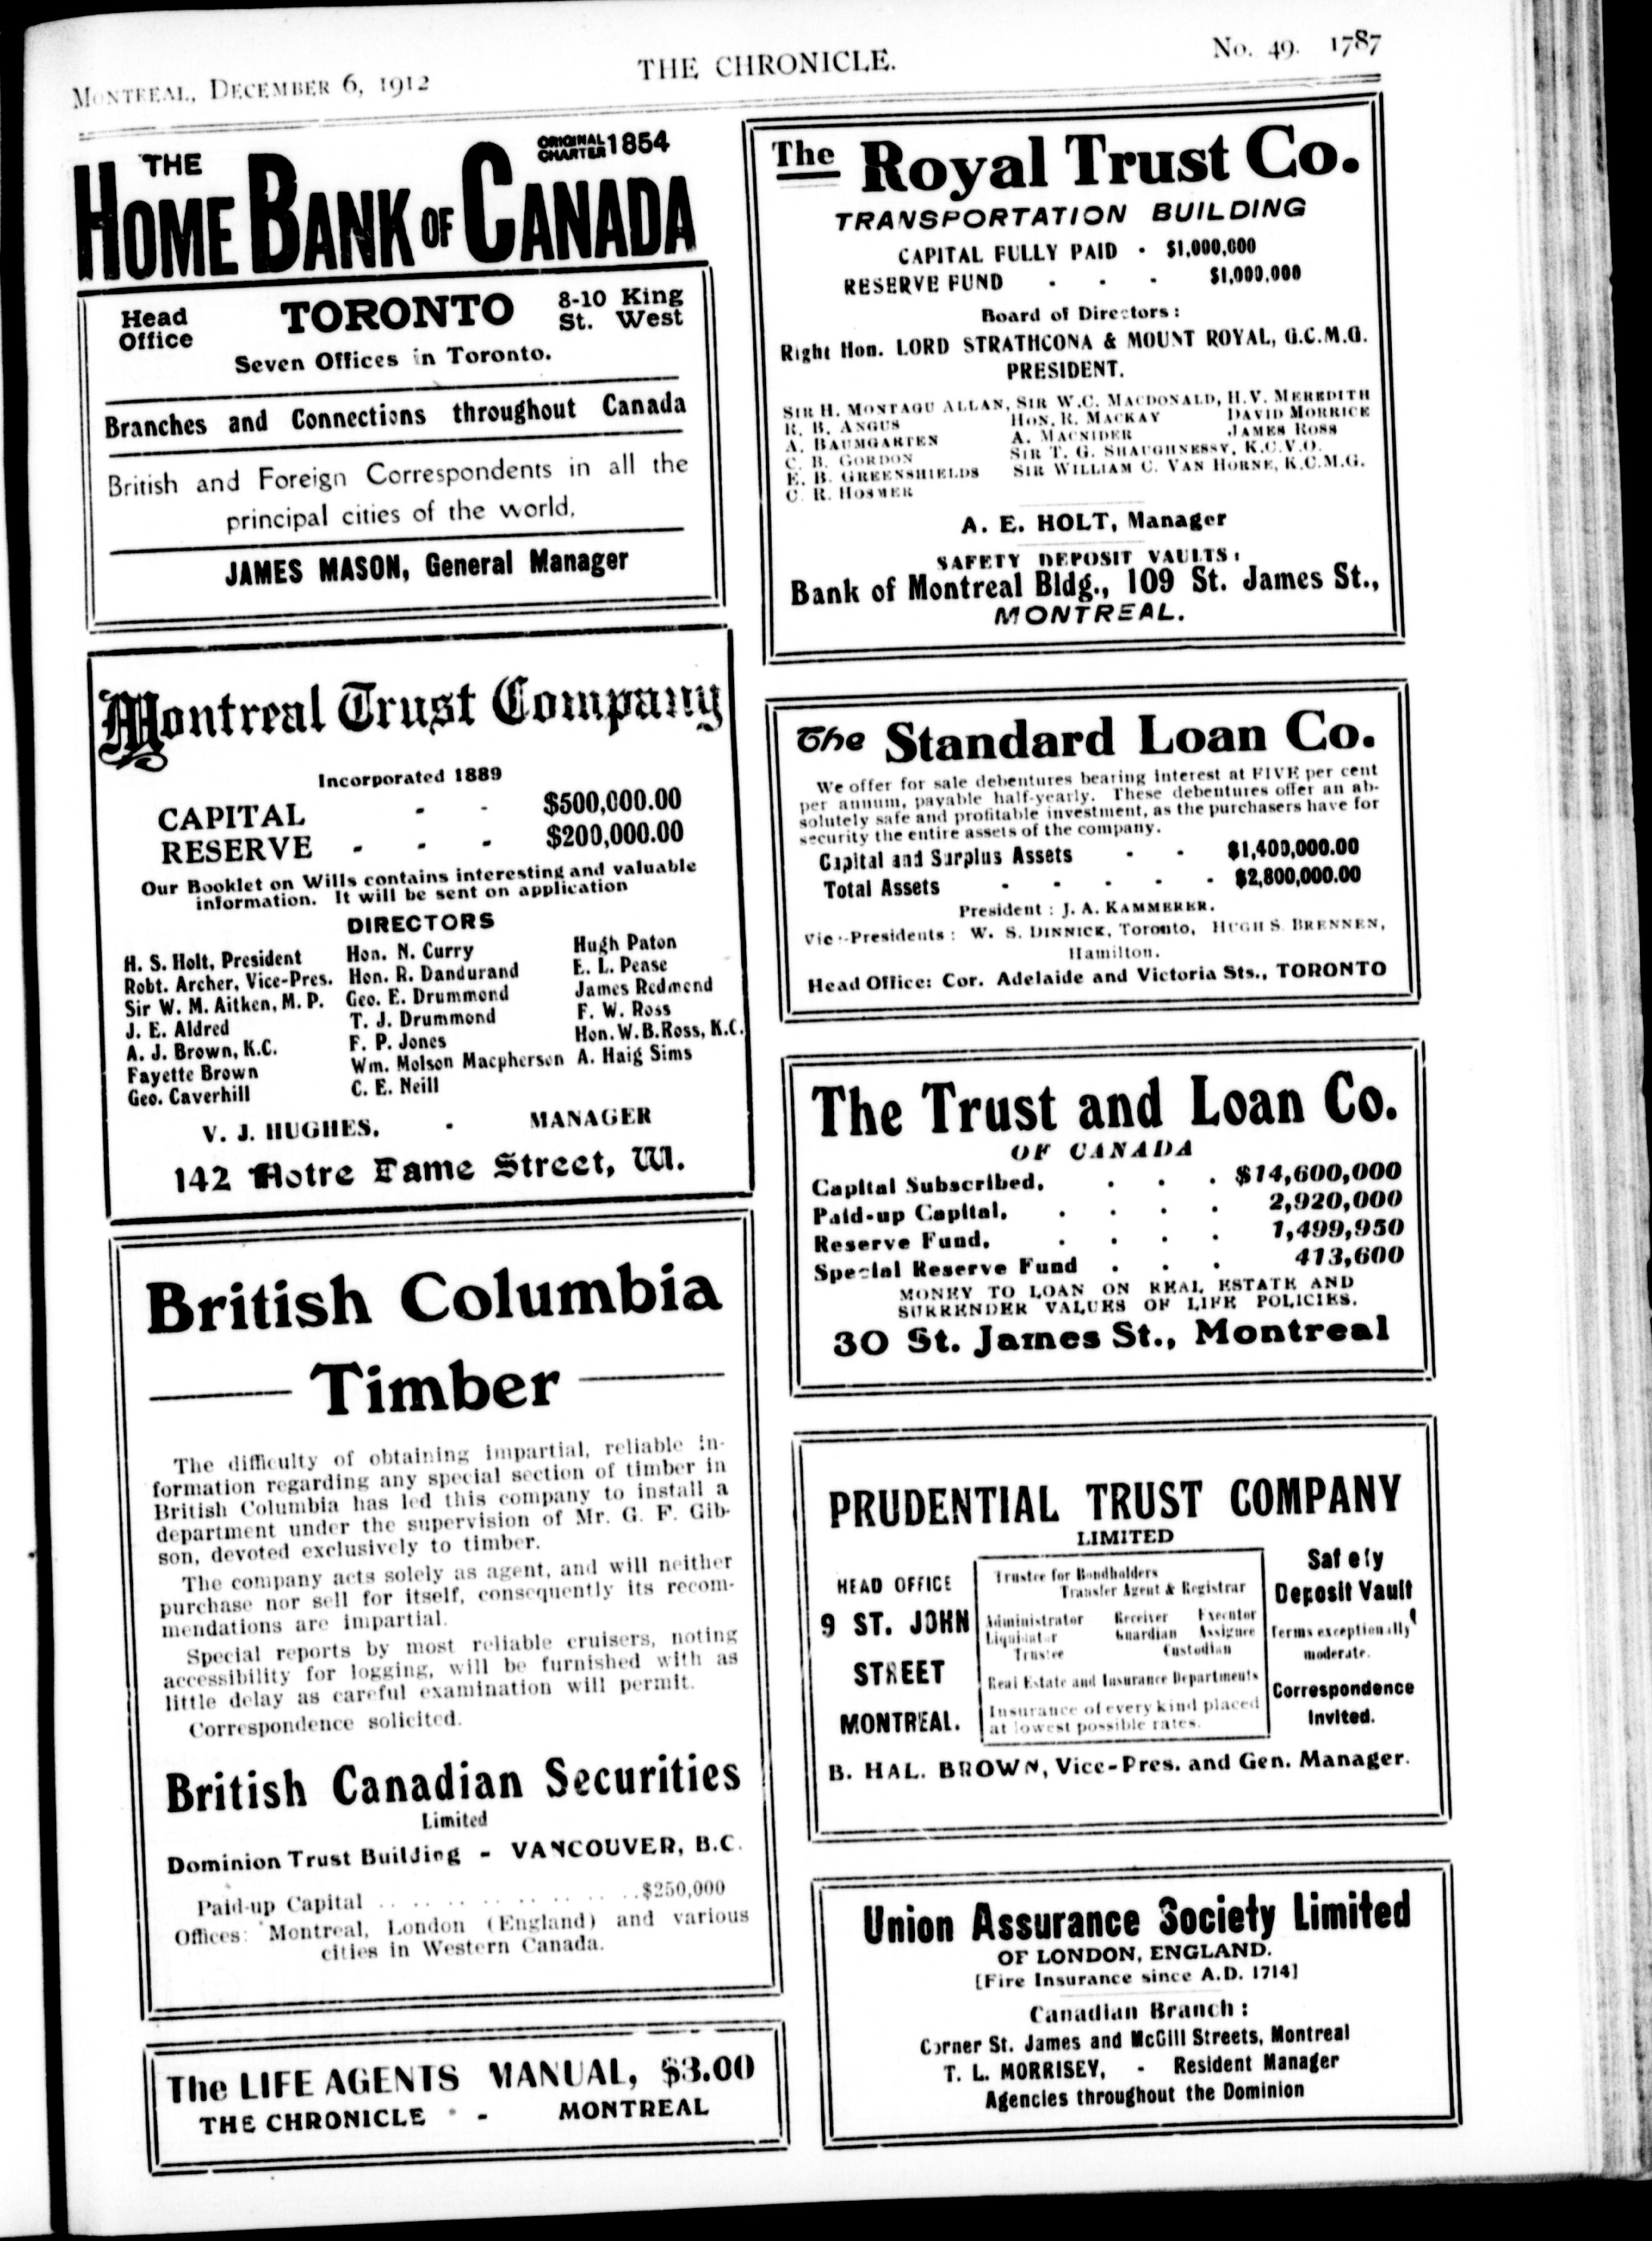 MONTREAL, DECEMBER 6, 1912
THE CHRONICLE.
No. 49. 1787
THE
ORIGINAL CHARTER 1854
HOME BANK OF CANADA
Head Office
TORONTO
8-10 King St. West
Seven Offices in Toronto.
Branches and Connections throughout Canada
British and Foreign Correspondents in all the
principal cities of the world.
JAMES MASON, General Manager
Montreal Trust Company
Incorporated 1889
CAPITAL - - $500,000.00
RESERVE - - - $200,000.00
Our Booklet on Wills contains interesting and valuable
information. It will be sent on application
DIRECTORS
H. S. Holt, President
Robt. Archer, Vice-Pres.
Sir W. M. Aitken, M. P.
J. E. Aldred
A. J. Brown, K.C.
Fayette Brown
Geo. Caverhill
Hon. N. Curry
Hon. R. Dandurand
Geo. E. Drummond
T. J. Drummond
F. P. Jones
Wm. Molson Macpherson
C. E. Neill
Hugh Paton
E. L. Pease
James Redmond
F. W. Ross
Hon. W. B. Ross, K.C.
A. Haig Sims
V. J. HUGHES, - MANAGER
142 Notre Dame Street, W.
British Columbia
Timber
The difficulty of obtaining impartial, reliable in-
formation regarding any special section of timber in
British Columbia has led this company to install a
department under the supervision of Mr. G. F. Gib-
son, devoted exclusively to timber.
The company acts solely as agent, and will neither
purchase nor sell for itself, consequently its recom-
mendations are impartial.
Special reports by most reliable cruisers, noting
accessibility for logging, will be furnished with as
little delay as careful examination will permit.
Correspondence solicited.
British Canadian Securities
Limited
Dominion Trust Building - VANCOUVER, B.C.
Paid-up Capital .. .. .. .. .. .. .. ..$250,000
Offices: Montreal, London (England) and various
cities in Western Canada.
The LIFE AGENTS MANUAL, $3.00
THE CHRONICLE - MONTREAL
The Royal Trust Co.
TRANSPORTATION BUILDING
CAPITAL FULLY PAID - $1,000,000
RESERVE FUND - - - $1,000,000
Board of Directors:
Right Hon. LORD STRATHCONA & MOUNT ROYAL, G.C.M.G.
PRESIDENT.
SIR H. MONTAGU ALLAN, SIR W.C. MACDONALD, H.V. MEREDITH
R. B. ANGUS HON. R. MACKAY DAVID MORRICE
A. BAUMGARTEN A. MACNIDER JAMES ROSS
C. B. GORDON SIR T. G. SHAUGHNESSY, K.C.V.O.
E. B. GREENSHIELDS SIR WILLIAM C. VAN HORNE, K.C.M.G.
C. R. HOSMER
A. E. HOLT, Manager
SAFETY DEPOSIT VAULTS:
Bank of Montreal Bldg., 109 St. James St.,
MONTREAL.
The Standard Loan Co.
We offer for sale debentures bearing interest at FIVE per cent
per annum, payable half-yearly. These debentures offer an ab-
solutely safe and profitable investment, as the purchasers have for
security the entire assets of the company.
Capital and Surplus Assets - - $1,400,000.00
Total Assets - - - - - $2,800,000.00
President : J. A. KAMMERER.
Vice-Presidents : W. S. DINNICK, Toronto, HUGH S. BRENNEN,
Hamilton.
Head Office: Cor. Adelaide and Victoria Sts., TORONTO
The Trust and Loan Co.
OF CANADA
Capital Subscribed, . . . $14,600,000
Paid-up Capital, . . . . 2,920,000
Reserve Fund, . . . . 1,499,950
Special Reserve Fund . . . 413,600
MONEY TO LOAN ON REAL ESTATE AND
SURRENDER VALUES OF LIFE POLICIES.
30 St. James St., Montreal
PRUDENTIAL TRUST COMPANY
LIMITED
HEAD OFFICE
9 ST. JOHN
STREET
MONTREAL.
Trustee for Bondholders
Transfer Agent & Registrar
Administrator Receiver Executor
Liquidator Guardian Assignee
Trustee Custodian
Real Estate and Insurance Departments
Insurance of every kind placed
at lowest possible rates.
Safety
Deposit Vault
Terms exceptionally
moderate.
Correspondence
Invited.
B. HAL. BROWN, Vice-Pres. and Gen. Manager.
Union Assurance Society Limited
OF LONDON, ENGLAND.
[Fire Insurance since A.D. 1714]
Canadian Branch :
Corner St. James and McGill Streets, Montreal
T. L. MORRISEY, - Resident Manager
Agencies throughout the Dominion